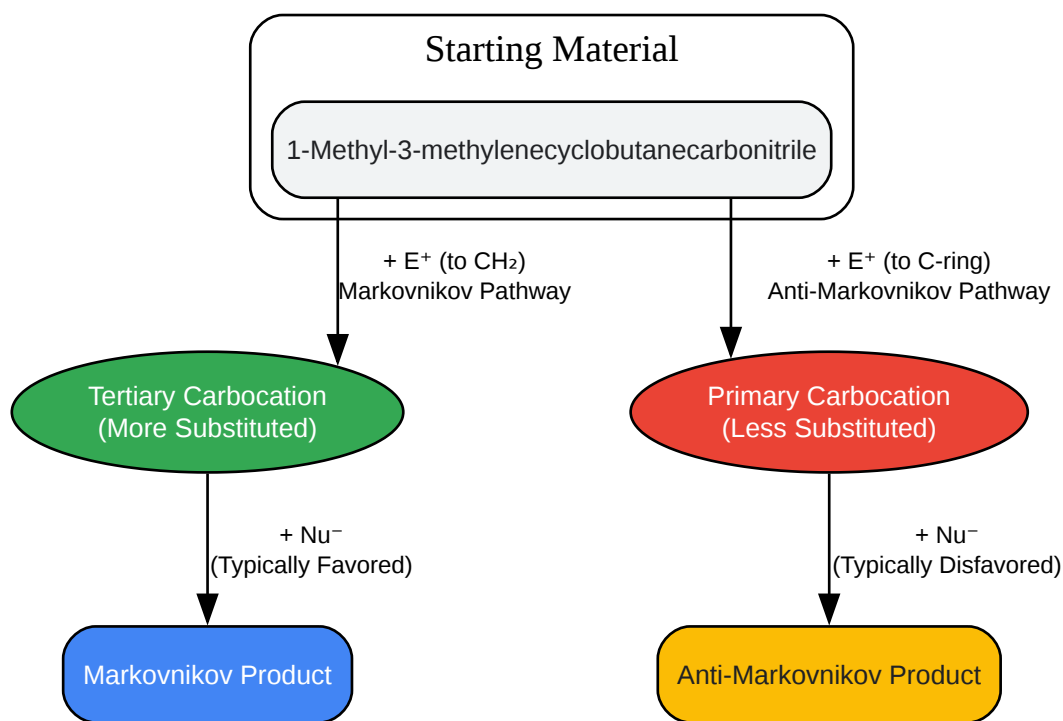 Starting Material
1-Methyl-3-methylenecyclobutanecarbonitrile
+ E⁺ (to CH₂)
Markovnikov Pathway
+ E⁺ (to C-ring)
Anti-Markovnikov Pathway
Tertiary Carbocation
(More Substituted)
Primary Carbocation
(Less Substituted)
+ Nu⁻
(Typically Favored)
+ Nu⁻
(Typically Disfavored)
Markovnikov Product
Anti-Markovnikov Product